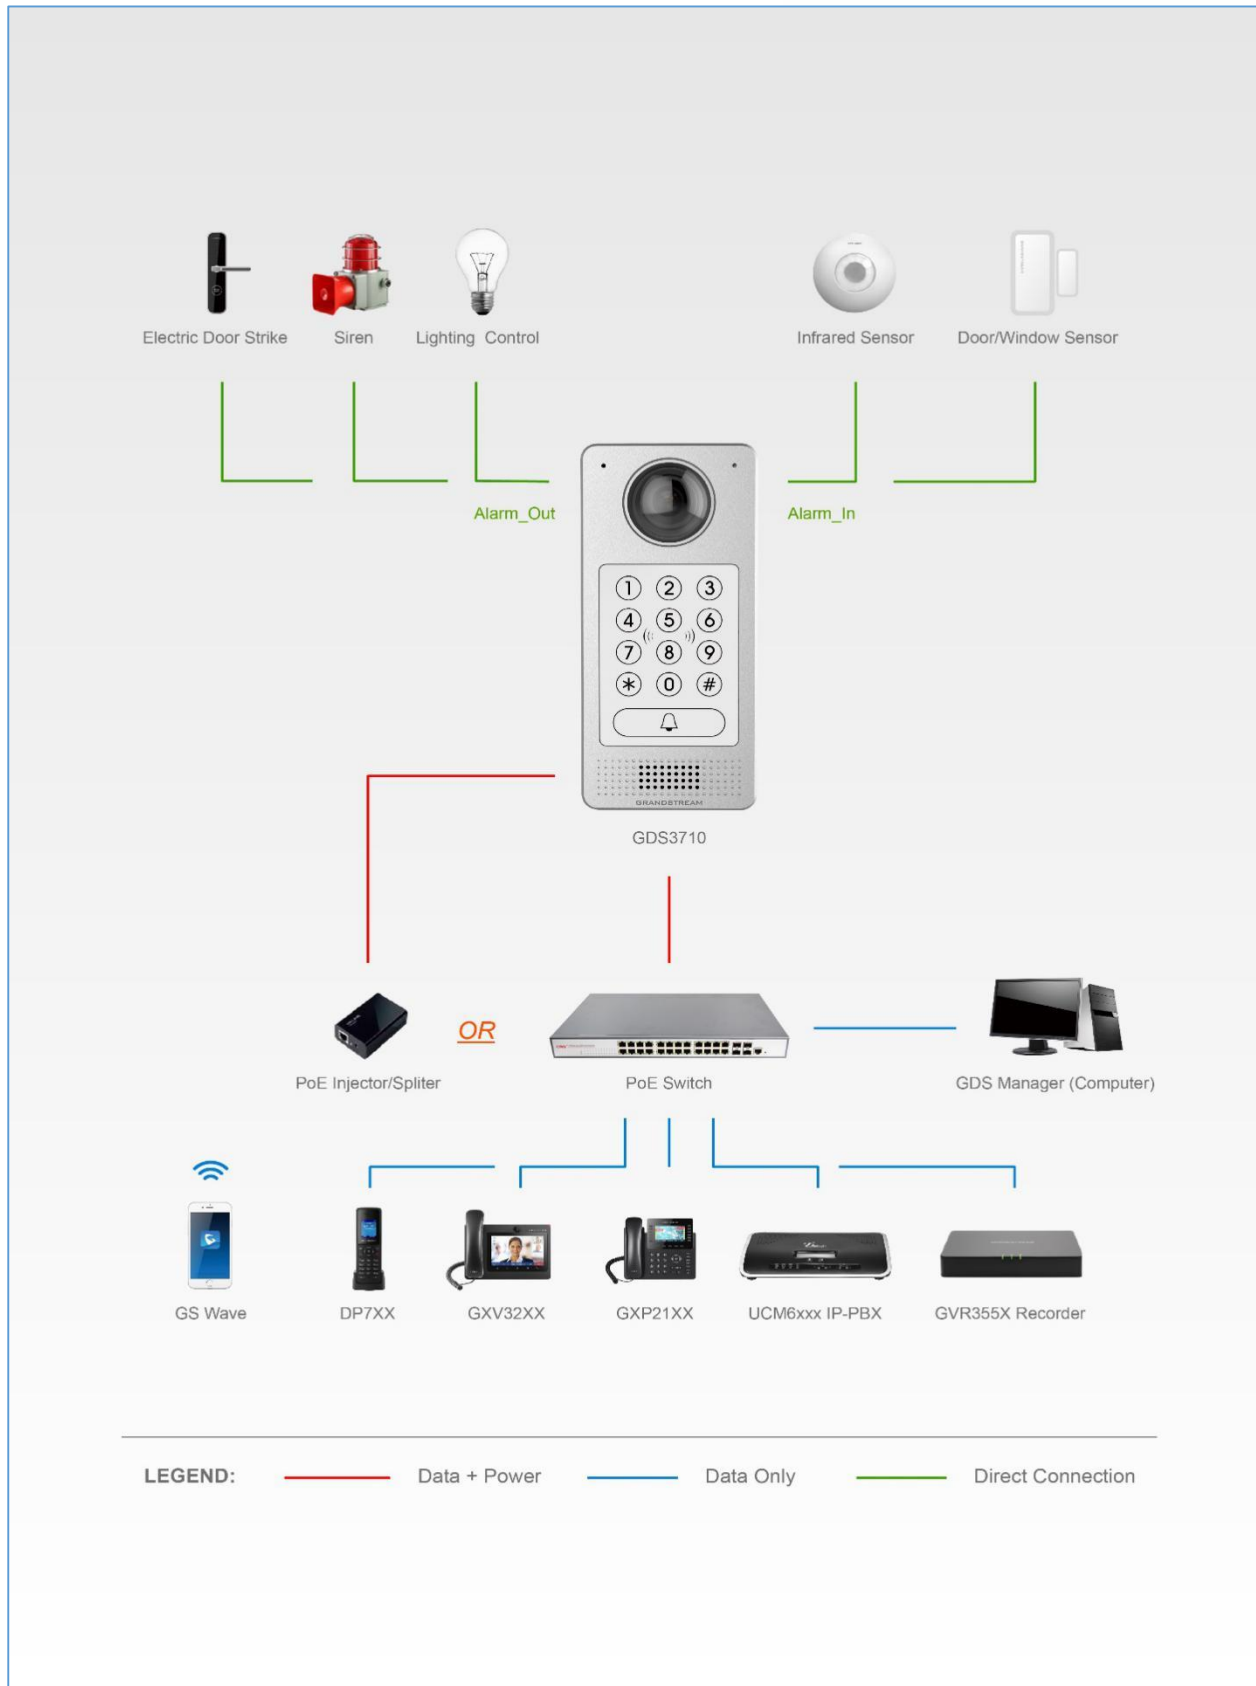 Electric Door Strike
Siren
Lighting Control
Infrared Sensor
Door/Window Sensor
Alarm_Out
Alarm_In
1 2 3
4 5 6
7 8 9
* 0 #
GRANDSTREAM
GDS3710
OR
PoE Injector/Spliter
PoE Switch
GDS Manager (Computer)
GS Wave
DP7XX
GXV32XX
GXP21XX
UCM6xxx IP-PBX
GVR355X Recorder
LEGEND:
Data + Power
Data Only
Direct Connection